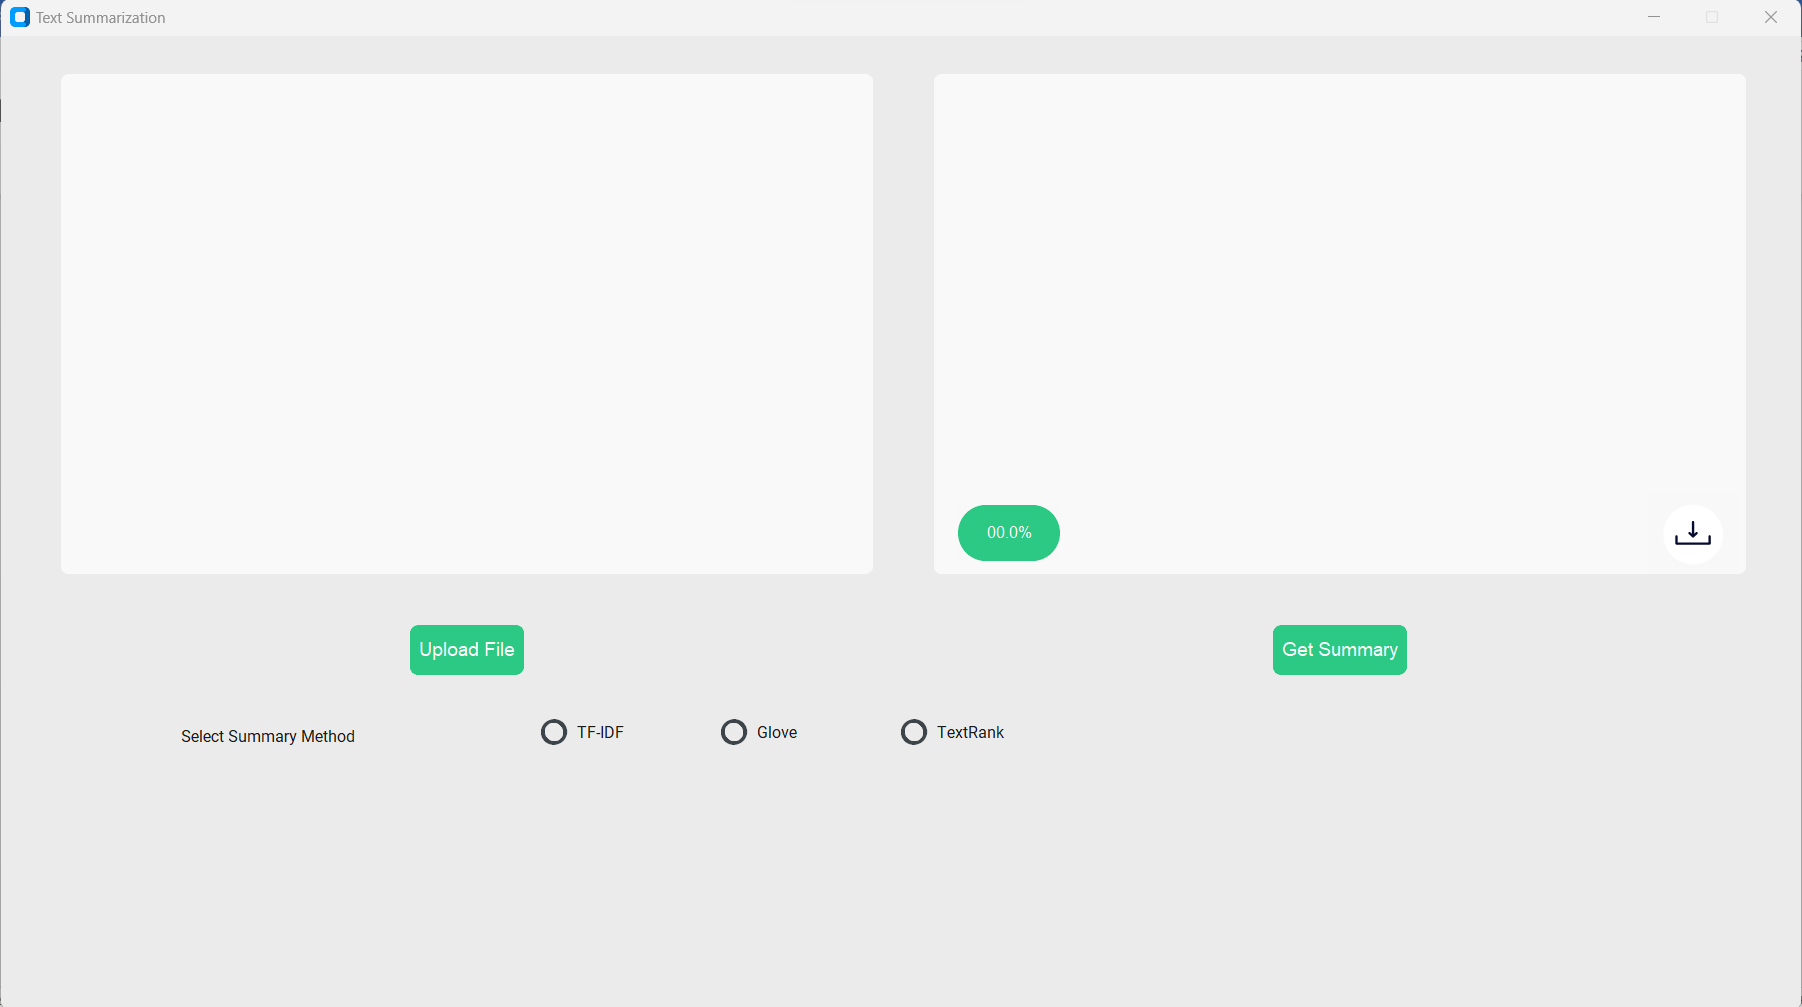 Text Summarization
00.0%
Upload File
Get Summary
Select Summary Method
TF-IDF
Glove
TextRank